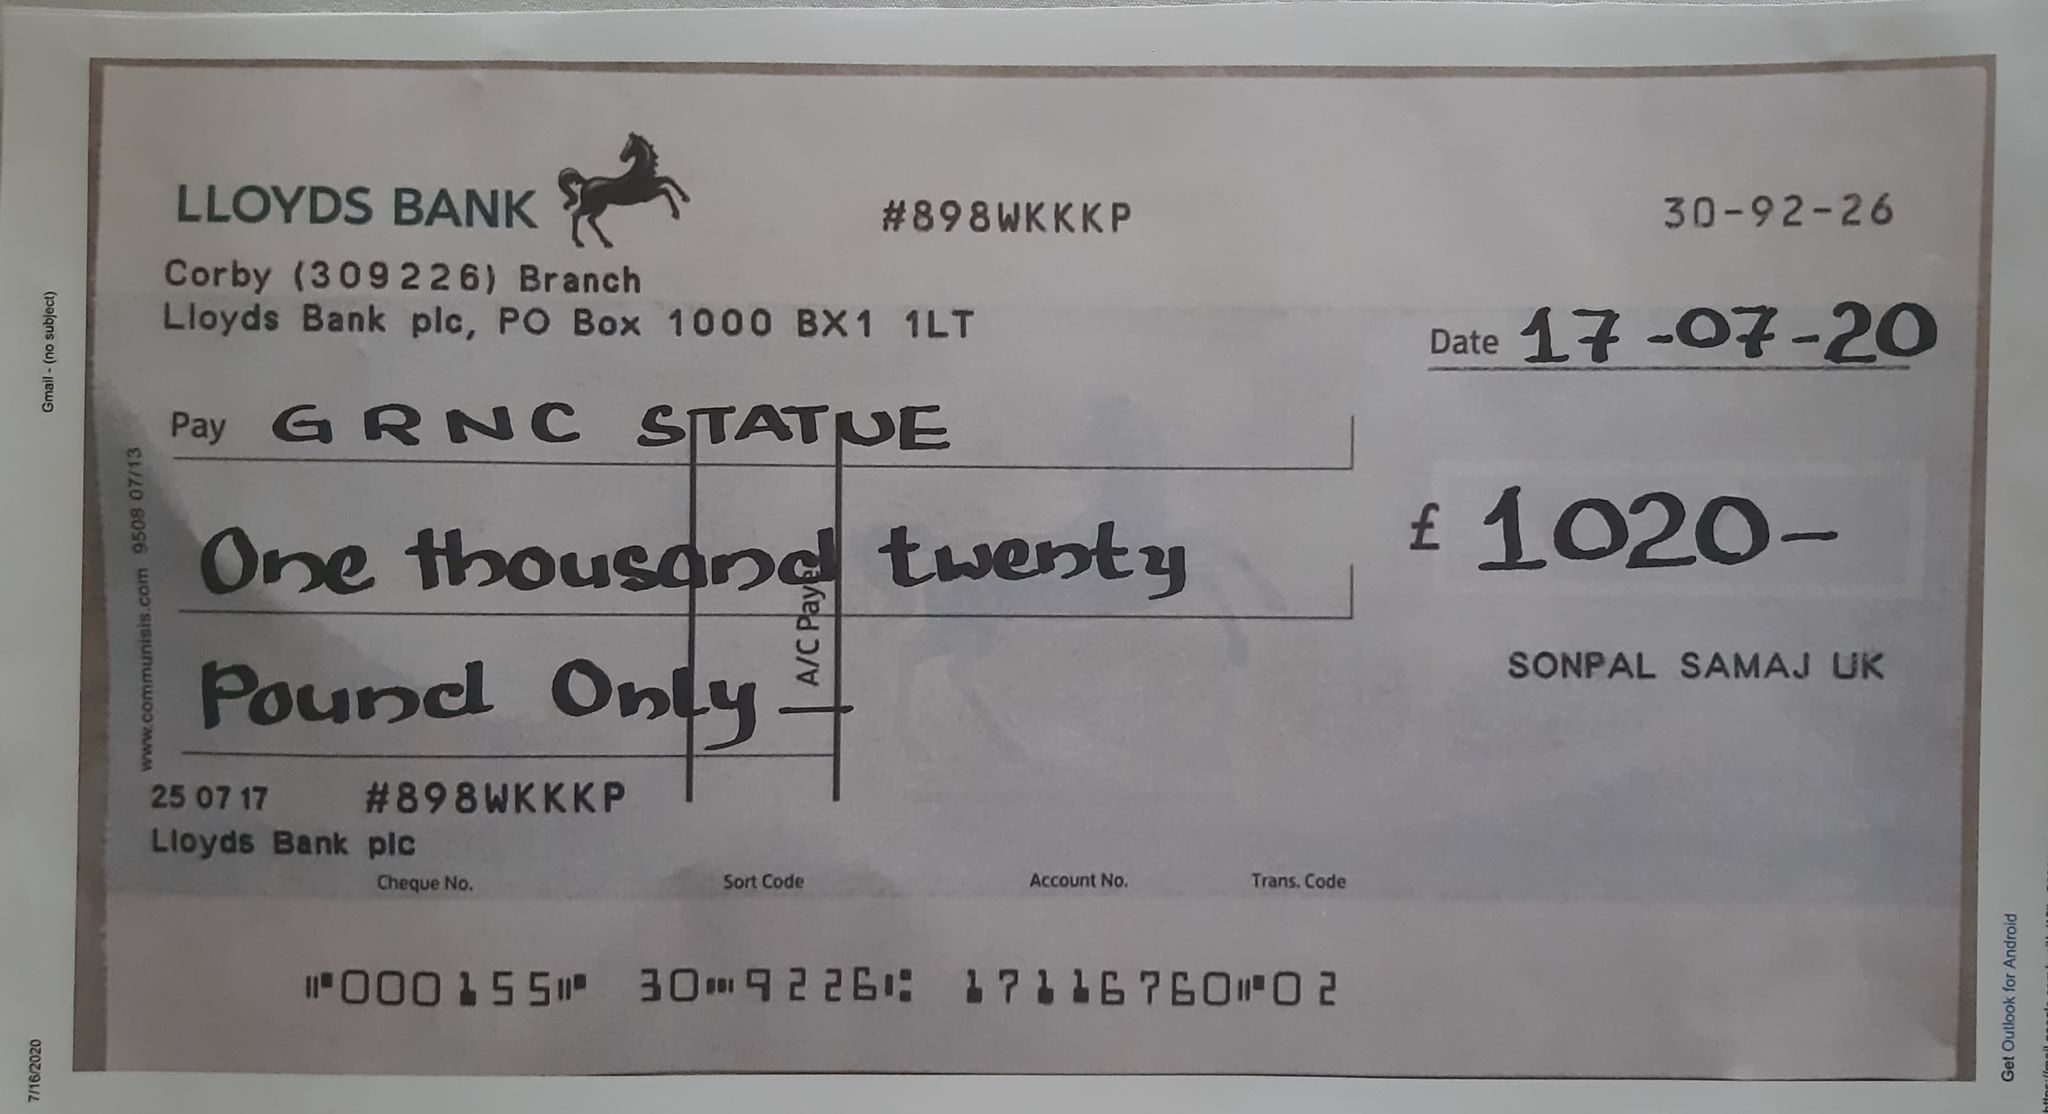 LLOYDS BANK
#898WKKKP
30-92-26
Corby (309226) Branch
Lloyds Bank plc, PO Box 1000 BX1 1LT
Date 17-07-20
Pay GRNC STATUE
One thousand twenty
£ 1020-
Pound Only
A/C Payee
SONPAL SAMAJ UK
www.communisis.com 9508 07/13
25 07 17 #898WKKKP
Lloyds Bank plc
Cheque No. Sort Code Account No. Trans. Code
⑈000155⑈ 30⑉9226⑆ 17116760⑈02
Gmail - (no subject)
7/16/2020
Get Outlook for Android